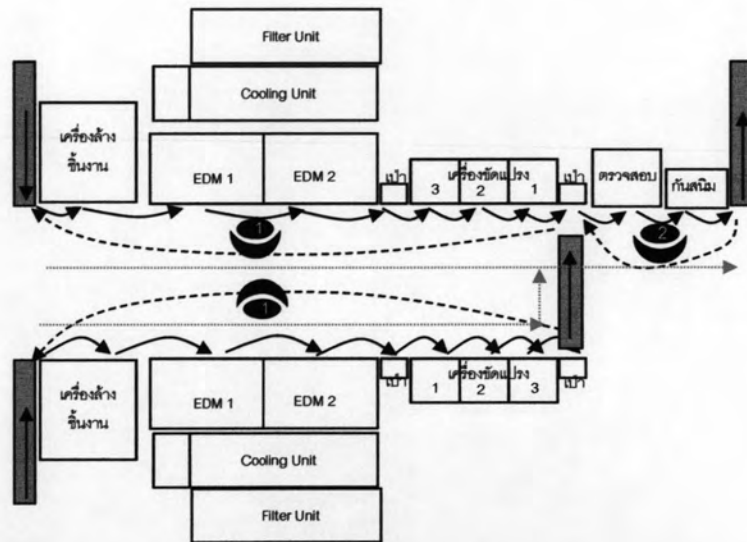 Filter Unit
Cooling Unit
เครื่องล้าง
ชิ้นงาน
EDM 1
EDM 2
เป่า
เครื่องขัดแปรง
3
2
1
เป่า
ตรวจสอบ
กันสนิม
1
2
1
เครื่องล้าง
ชิ้นงาน
EDM 1
EDM 2
เป่า
เครื่องขัดแปรง
1
2
3
เป่า
Cooling Unit
Filter Unit